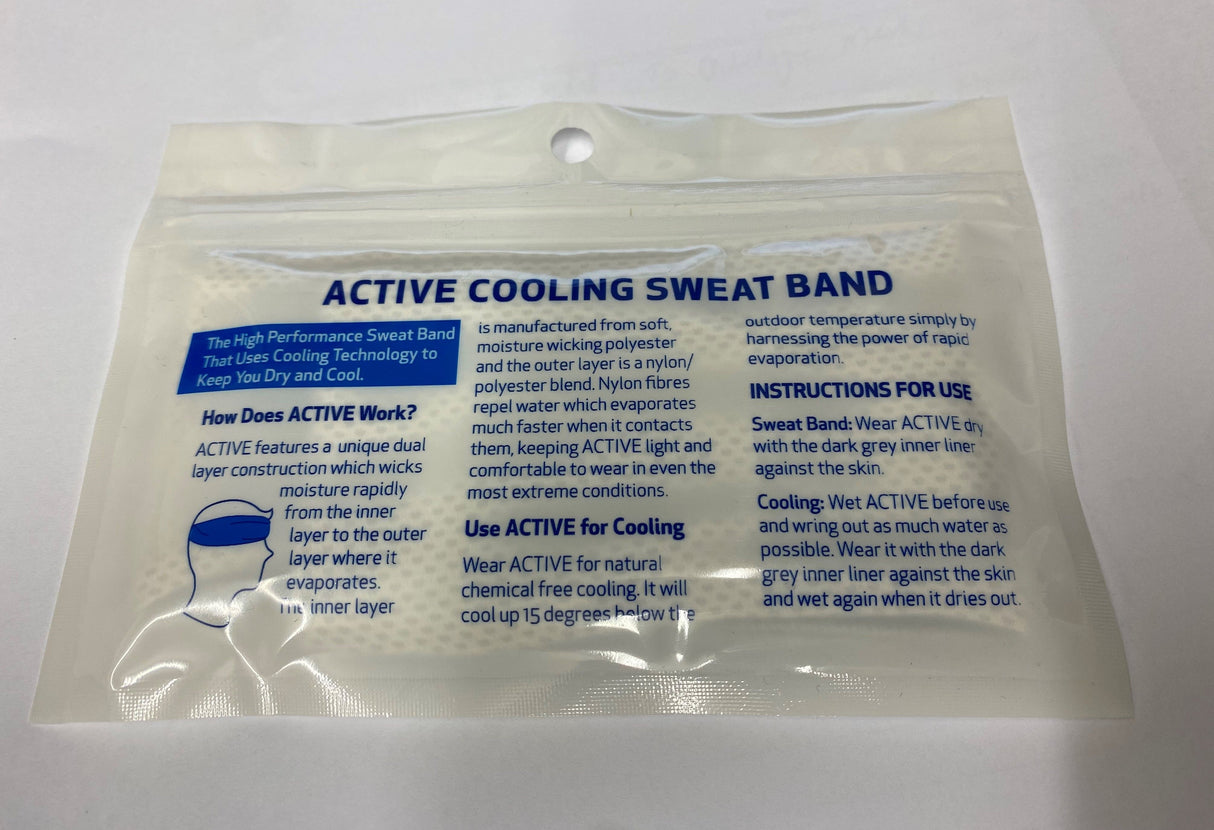 ACTIVE COOLING SWEAT BAND
The High Performance Sweat Band
That Uses Cooling Technology to
Keep You Dry and Cool.
How Does ACTIVE Work?
ACTIVE features a unique dual
layer construction which wicks
moisture rapidly
from the inner
layer to the outer
layer where it
evaporates.
The inner layer
is manufactured from soft,
moisture wicking polyester
and the outer layer is a nylon/
polyester blend. Nylon fibres
repel water which evaporates
much faster when it contacts
them, keeping ACTIVE light and
comfortable to wear in even the
most extreme conditions.
Use ACTIVE for Cooling
Wear ACTIVE for natural
chemical free cooling. It will
cool up 15 degrees below the
outdoor temperature simply by
harnessing the power of rapid
evaporation.
INSTRUCTIONS FOR USE
Sweat Band: Wear ACTIVE dry
with the dark grey inner liner
against the skin.
Cooling: Wet ACTIVE before use
and wring out as much water as
possible. Wear it with the dark
grey inner liner against the skin
and wet again when it dries out.